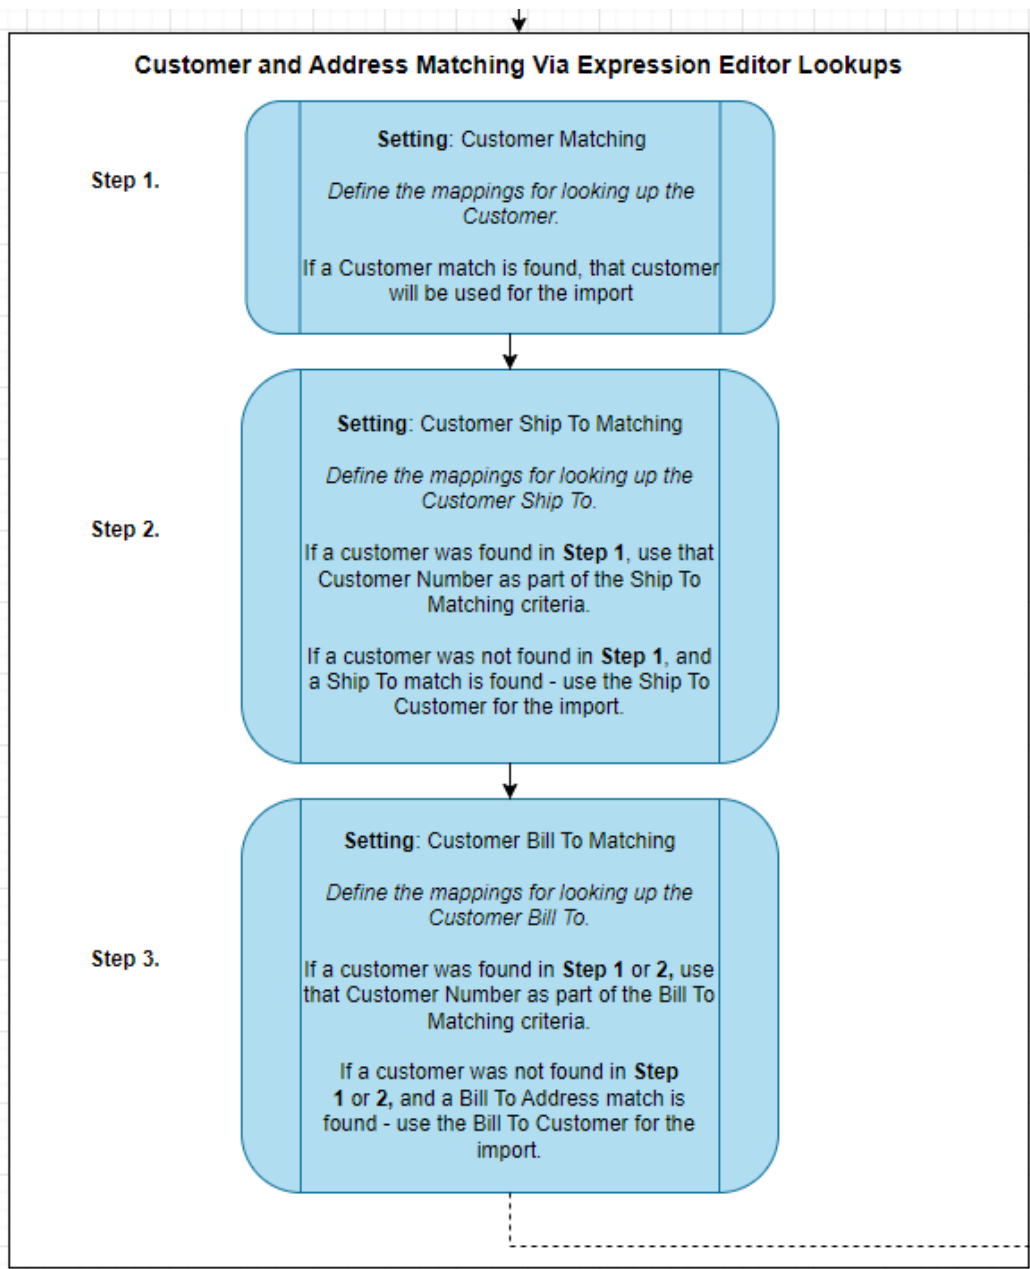 Customer and Address Matching Via Expression Editor Lookups
Step 1.
Setting: Customer Matching
Define the mappings for looking up the
Customer.
If a Customer match is found, that customer
will be used for the import
Step 2.
Setting: Customer Ship To Matching
Define the mappings for looking up the
Customer Ship To.
If a customer was found in Step 1, use that
Customer Number as part of the Ship To
Matching criteria.
If a customer was not found in Step 1, and
a Ship To match is found - use the Ship To
Customer for the import.
Step 3.
Setting: Customer Bill To Matching
Define the mappings for looking up the
Customer Bill To.
If a customer was found in Step 1 or 2, use
that Customer Number as part of the Bill To
Matching criteria.
If a customer was not found in Step
1 or 2, and a Bill To Address match is
found - use the Bill To Customer for the
import.